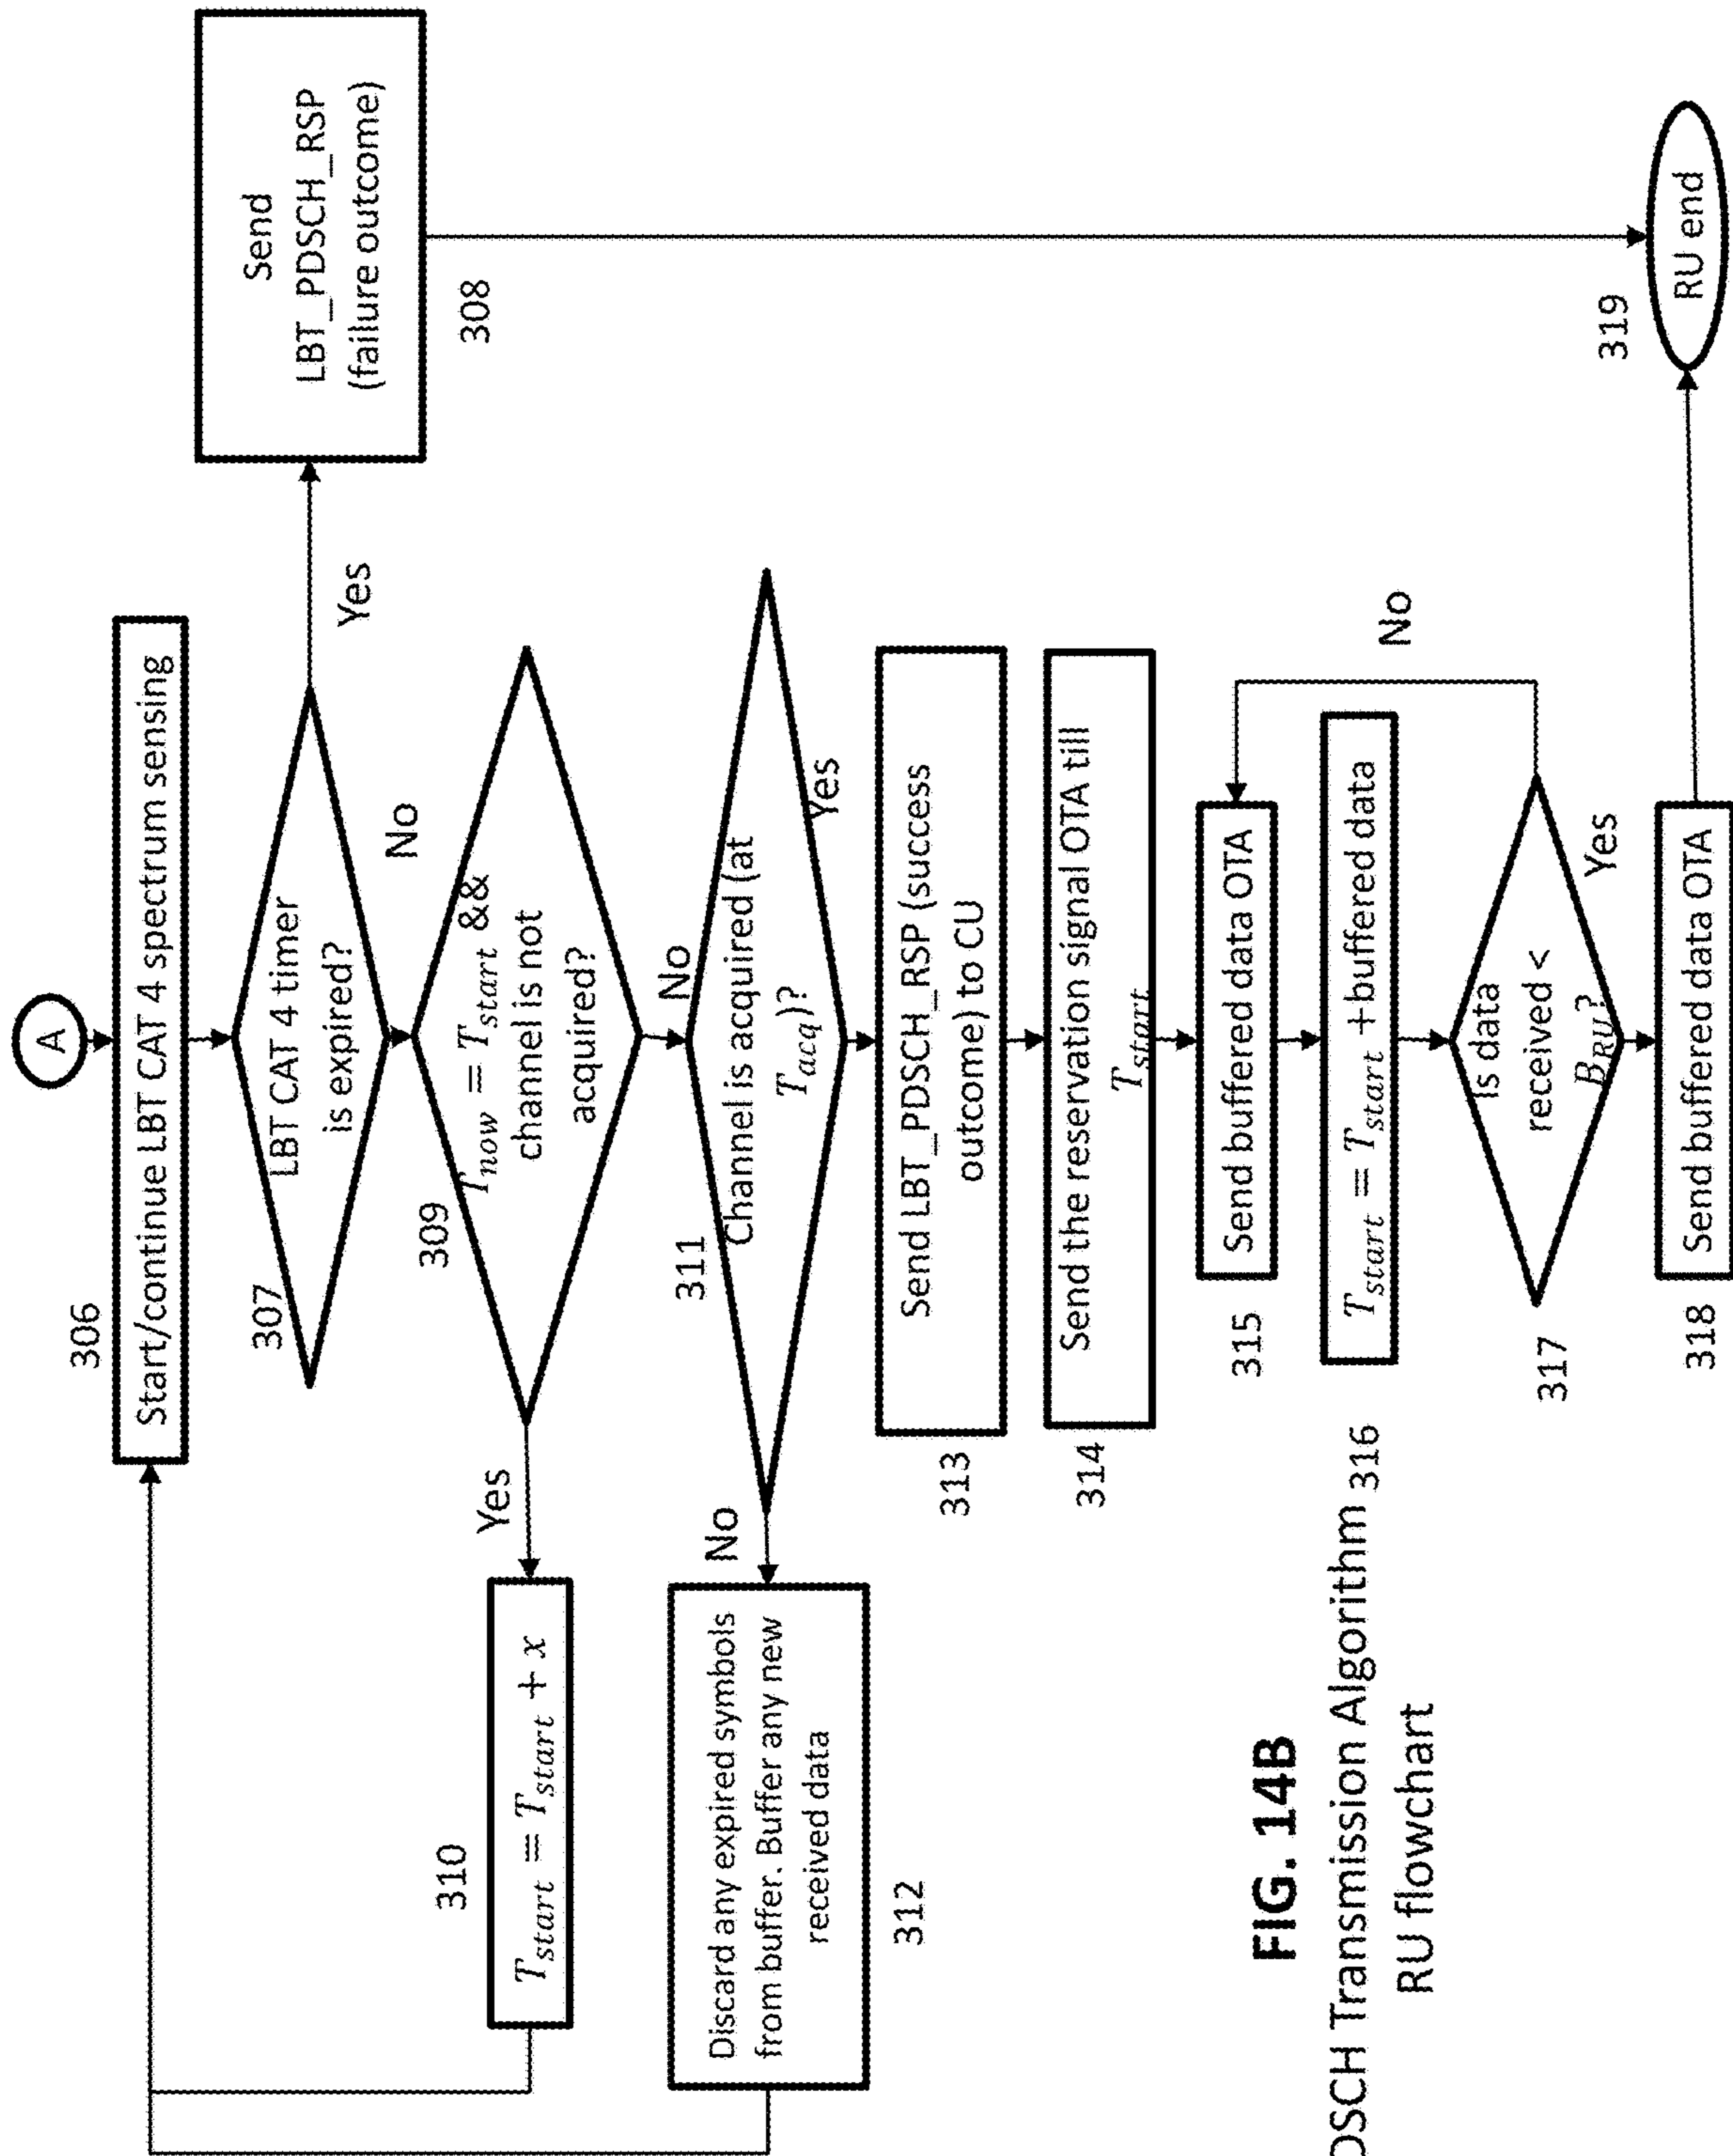 A
306
Start/continue LBT CAT 4 spectrum sensing
307
LBT CAT 4 timer
is expired?
Yes
Send
LBT_PDSCH_RSP
(failure outcome)
308
No
309
T_now = T_start &&
channel is not
acquired?
Yes
310
T_start = T_start + x
No
311
Channel is acquired (at
T_acq)?
No
Discard any expired symbols
from buffer. Buffer any new
received data
312
Yes
313
Send LBT_PDSCH_RSP (success
outcome) to CU
314
Send the reservation signal OTA till
T_start
315
Send buffered data OTA
316
T_start = T_start +buffered data
317
Is data
received <
B_RU?
No
Yes
318
Send buffered data OTA
319
RU end
FIG. 14B
DSCH Transmission Algorithm
RU flowchart